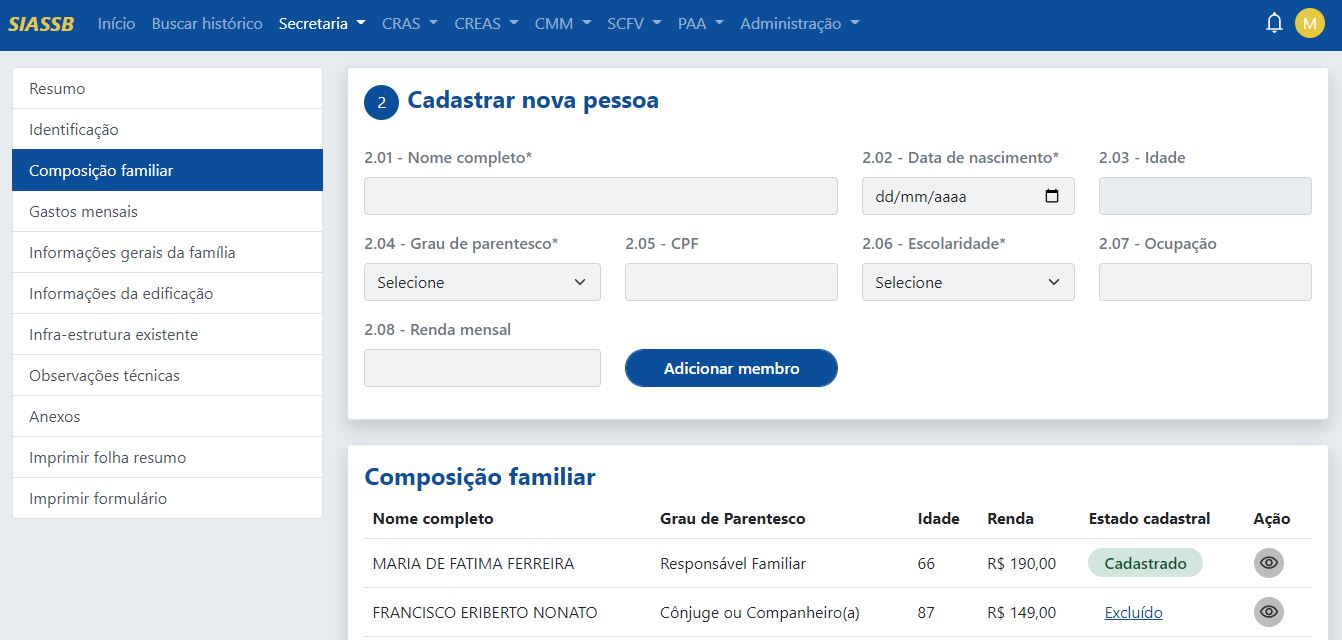 SIASSB Início Buscar histórico Secretaria CRAS CREAS CMM SCFV PAA Administração M
Resumo
Identificação
Composição familiar
Gastos mensais
Informações gerais da família
Informações da edificação
Infra-estrutura existente
Observações técnicas
Anexos
Imprimir folha resumo
Imprimir formulário
2 Cadastrar nova pessoa
2.01 - Nome completo* 2.02 - Data de nascimento* 2.03 - Idade
dd/mm/aaaa
2.04 - Grau de parentesco* 2.05 - CPF 2.06 - Escolaridade* 2.07 - Ocupação
Selecione Selecione
2.08 - Renda mensal
Adicionar membro
Composição familiar
Nome completo Grau de Parentesco Idade Renda Estado cadastral Ação
MARIA DE FATIMA FERREIRA Responsável Familiar 66 R$ 190,00 Cadastrado
FRANCISCO ERIBERTO NONATO Cônjuge ou Companheiro(a) 87 R$ 149,00 Excluído